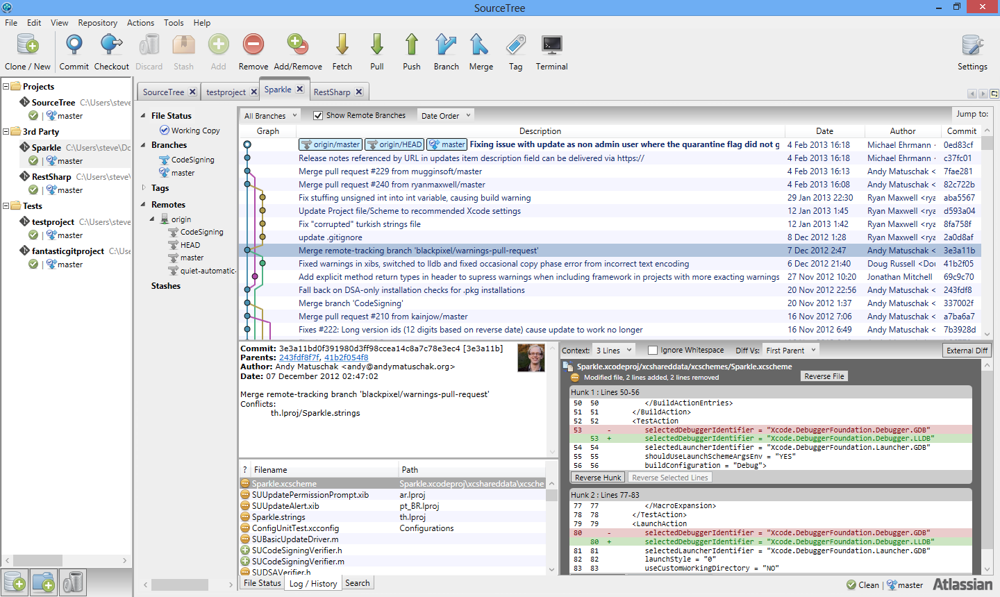 SourceTree
File Edit View Repository Actions Tools Help
Clone / New Commit Checkout Discard Stash Add Remove Add/Remove Fetch Pull Push Branch Merge Tag Terminal Settings
Projects
SourceTree C:\Users\steve
master
3rd Party
Sparkle C:\Users\steve\Do
master
RestSharp C:\Users\steve\
master
Tests
testproject C:\Users\steve
master
fantasticgitproject C:\Use
master
SourceTree testproject Sparkle RestSharp
File Status
Working Copy
Branches
CodeSigning
master
Tags
Remotes
origin
CodeSigning
HEAD
master
quiet-automatic-
Stashes
All Branches Show Remote Branches Date Order Jump to:
Graph Description Date Author Commit
origin/master origin/HEAD master Fixing issue with update as non admin user where the quarantine flag did not g 4 Feb 2013 16:18 Michael Ehrmann < 0ed83cf
Release notes referenced by URL in updates item description field can be delivered via https:// 4 Feb 2013 16:18 Michael Ehrmann < c37fc01
Merge pull request #229 from mugginsoft/master 4 Feb 2013 16:13 Andy Matuschak < 7fae281
Merge pull request #240 from ryanmaxwell/master 4 Feb 2013 16:08 Andy Matuschak < 82c722b
Fix stuffing unsigned int into int variable, causing build warning 29 Jan 2013 22:30 Ryan Maxwell <rya aba5567
Update Project file/Scheme to recommended Xcode settings 12 Jan 2013 1:45 Ryan Maxwell <rya d593a04
Fix "corrupted" turkish strings file 12 Jan 2013 1:42 Ryan Maxwell <rya 8fa758f
update .gitignore 8 Dec 2012 1:28 Ryan Maxwell <rya 2a0d8af
Merge remote-tracking branch 'blackpixel/warnings-pull-request' 7 Dec 2012 2:47 Andy Matuschak < 3e3a11b
Fixed warnings in xibs, switched to lldb and fixed occasional copy phase error from incorrect text encoding 6 Dec 2012 21:40 Doug Russell <Dou 41b2f05
Add explicit method return types in header to supress warnings when including framework in projects with more exacting warnings 27 Nov 2012 10:20 Jonathan Mitchell 69c9c70
Fall back on DSA-only installation checks for .pkg installations 20 Nov 2012 22:56 Andy Matuschak < 243fdf8
Merge branch 'CodeSigning' 20 Nov 2012 1:37 Andy Matuschak < 337002f
Merge pull request #210 from kainjow/master 16 Nov 2012 7:06 Andy Matuschak < a7ba6a7
Fixes #222: Long version ids (12 digits based on reverse date) cause update to work no longer 16 Nov 2012 6:49 Andy Matuschak < 7b3928d
Commit: 3e3a11bd0f391980d3ff98ccea14c8a7c78e3ec4 [3e3a11b]
Parents: 243fdf8f7f, 41b2f054f8
Author: Andy Matuschak <andy@andymatuschak.org>
Date: 07 December 2012 02:47:02
Merge remote-tracking branch 'blackpixel/warnings-pull-request'
Conflicts:
th.lproj/Sparkle.strings
? Filename Path
Sparkle.xcscheme Sparkle.xcodeproj\xcshareddata\xcsche
SUUpdatePermissionPrompt.xib ar.lproj
SUUpdateAlert.xib pt_BR.lproj
Sparkle.strings th.lproj
ConfigUnitTest.xcconfig Configurations
SUBasicUpdateDriver.m
SUCodeSigningVerifier.h
SUCodeSigningVerifier.m
SUDSAVerifier.h
File Status Log / History Search
Context: 3 Lines Ignore Whitespace Diff Vs: First Parent External Diff
Sparkle.xcodeproj/xcshareddata/xcschemes/Sparkle.xcscheme
Modified file, 2 lines added, 2 lines removed Reverse File
Hunk 1 : Lines 50-56
50 50 </BuildActionEntries>
51 51 </BuildAction>
52 52 <TestAction
53 - selectedDebuggerIdentifier = "Xcode.DebuggerFoundation.Debugger.GDB"
53 + selectedDebuggerIdentifier = "Xcode.DebuggerFoundation.Debugger.LLDB"
54 54 selectedLauncherIdentifier = "Xcode.DebuggerFoundation.Launcher.GDB"
55 55 shouldUseLaunchSchemeArgsEnv = "YES"
56 56 buildConfiguration = "Debug">
Reverse Hunk Reverse Selected Lines
Hunk 2 : Lines 77-83
77 77 </MacroExpansion>
78 78 </TestAction>
79 79 <LaunchAction
80 - selectedDebuggerIdentifier = "Xcode.DebuggerFoundation.Debugger.GDB"
80 + selectedDebuggerIdentifier = "Xcode.DebuggerFoundation.Debugger.LLDB"
81 81 selectedLauncherIdentifier = "Xcode.DebuggerFoundation.Launcher.GDB"
82 82 launchStyle = "0"
83 83 useCustomWorkingDirectory = "NO"
Clean | master Atlassian